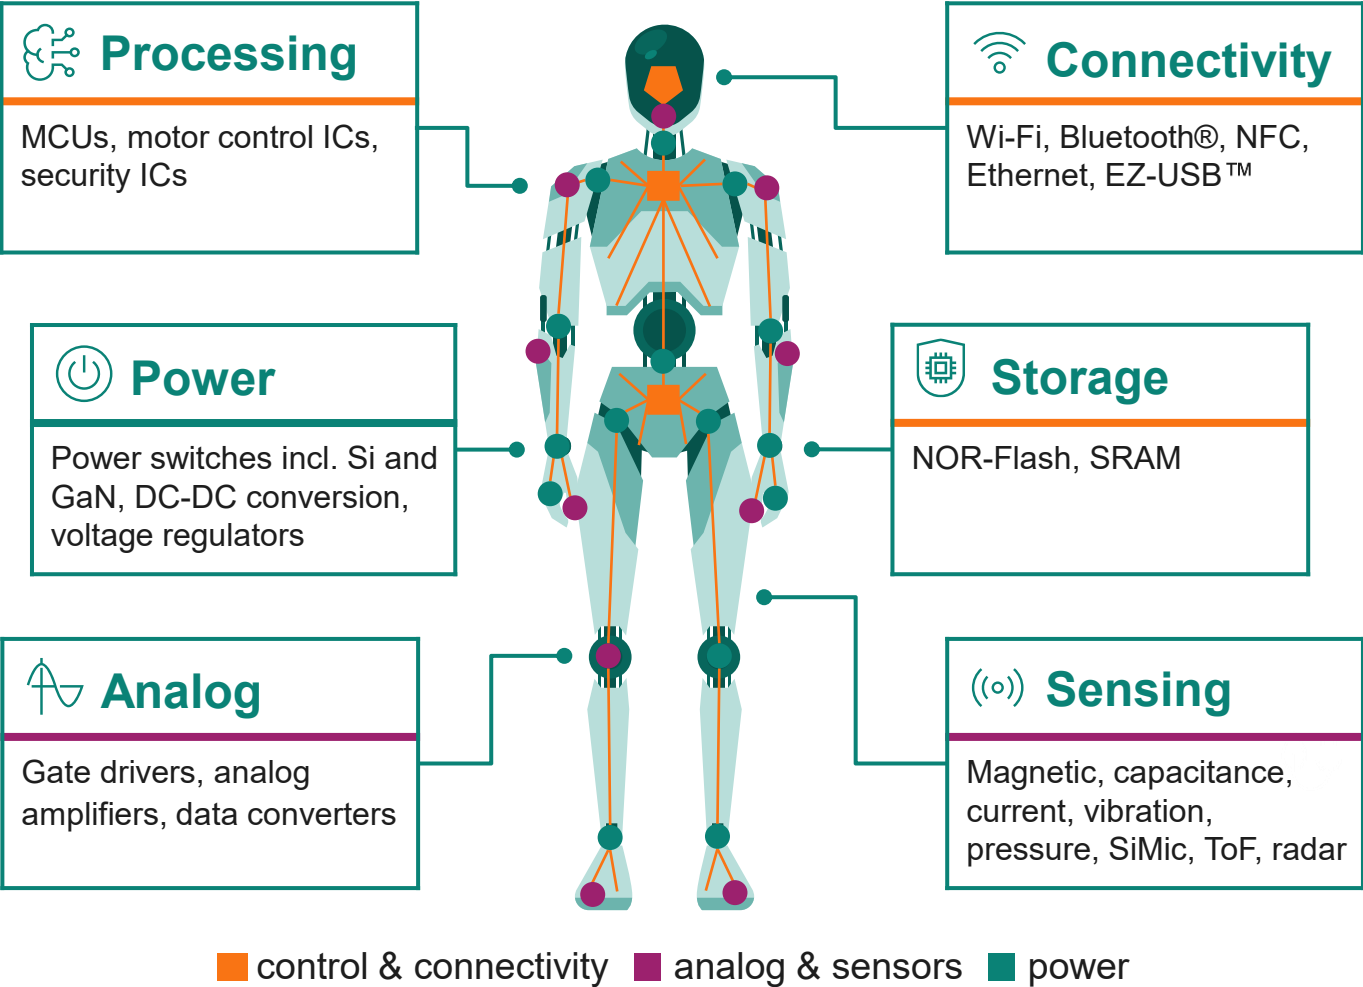 Processing
MCUs, motor control ICs,
security ICs
Connectivity
Wi-Fi, Bluetooth®, NFC,
Ethernet, EZ-USB™
Power
Power switches incl. Si and
GaN, DC-DC conversion,
voltage regulators
Storage
NOR-Flash, SRAM
Analog
Gate drivers, analog
amplifiers, data converters
Sensing
Magnetic, capacitance,
current, vibration,
pressure, SiMic, ToF, radar
control & connectivity analog & sensors power